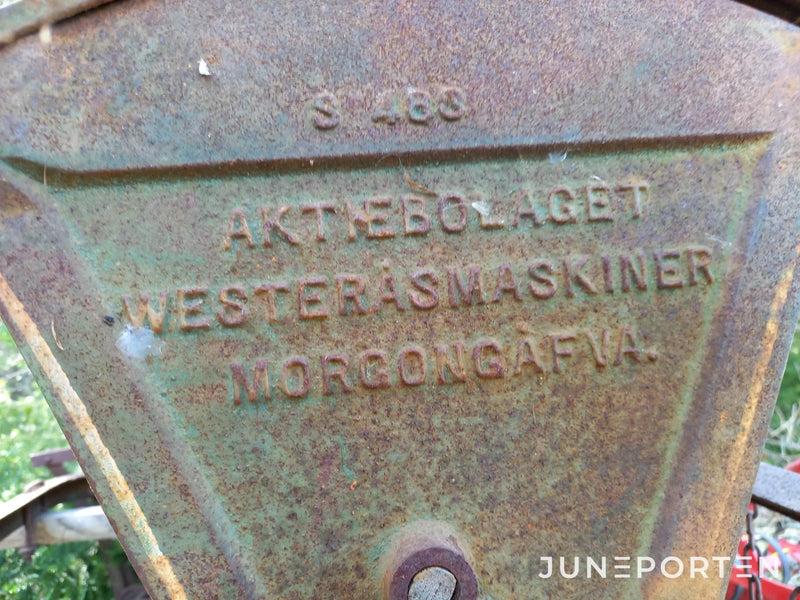 S 483
AKTIEBOLAGET
WESTERÅSMASKINER
MORGONGÅFVA.
JUNEPORTEN